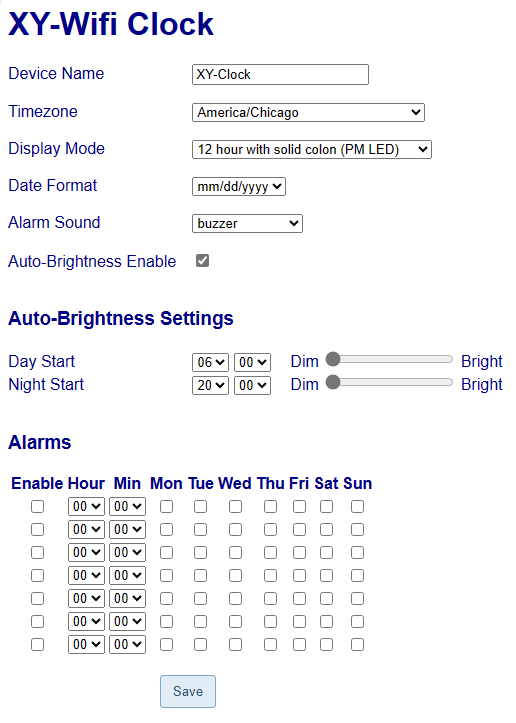 XY-Wifi Clock
Device Name XY-Clock
Timezone America/Chicago
Display Mode 12 hour with solid colon (PM LED)
Date Format mm/dd/yyyy
Alarm Sound buzzer
Auto-Brightness Enable
Auto-Brightness Settings
Day Start 06 00 Dim Bright
Night Start 20 00 Dim Bright
Alarms
Enable Hour Min Mon Tue Wed Thu Fri Sat Sun
00 00
00 00
00 00
00 00
00 00
00 00
00 00
Save